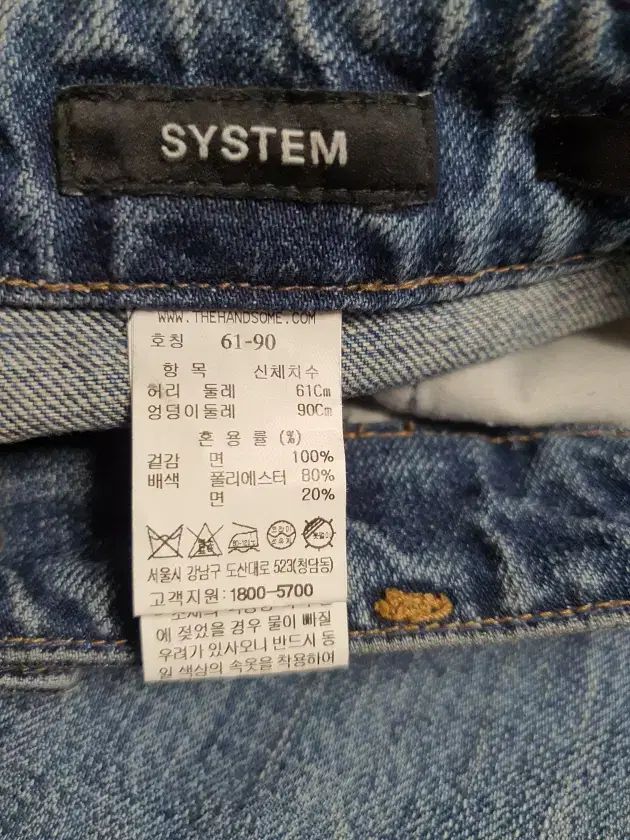 SYSTEM
WWW.THEHANDSOME.COM
호칭 61-90
항 목 신체치수
허리 둘레 61Cm
엉덩이둘레 90Cm
혼 용 률 (%)
겉감 면 100%
배색 폴리에스터 80%
면 20%
서울시 강남구 도산대로 523(청담동)
고객지원:1800-5700
에 젖었을 경우 물이 빠질
우려가 있사오니 반드시 동
일 색상의 속옷을 착용하여